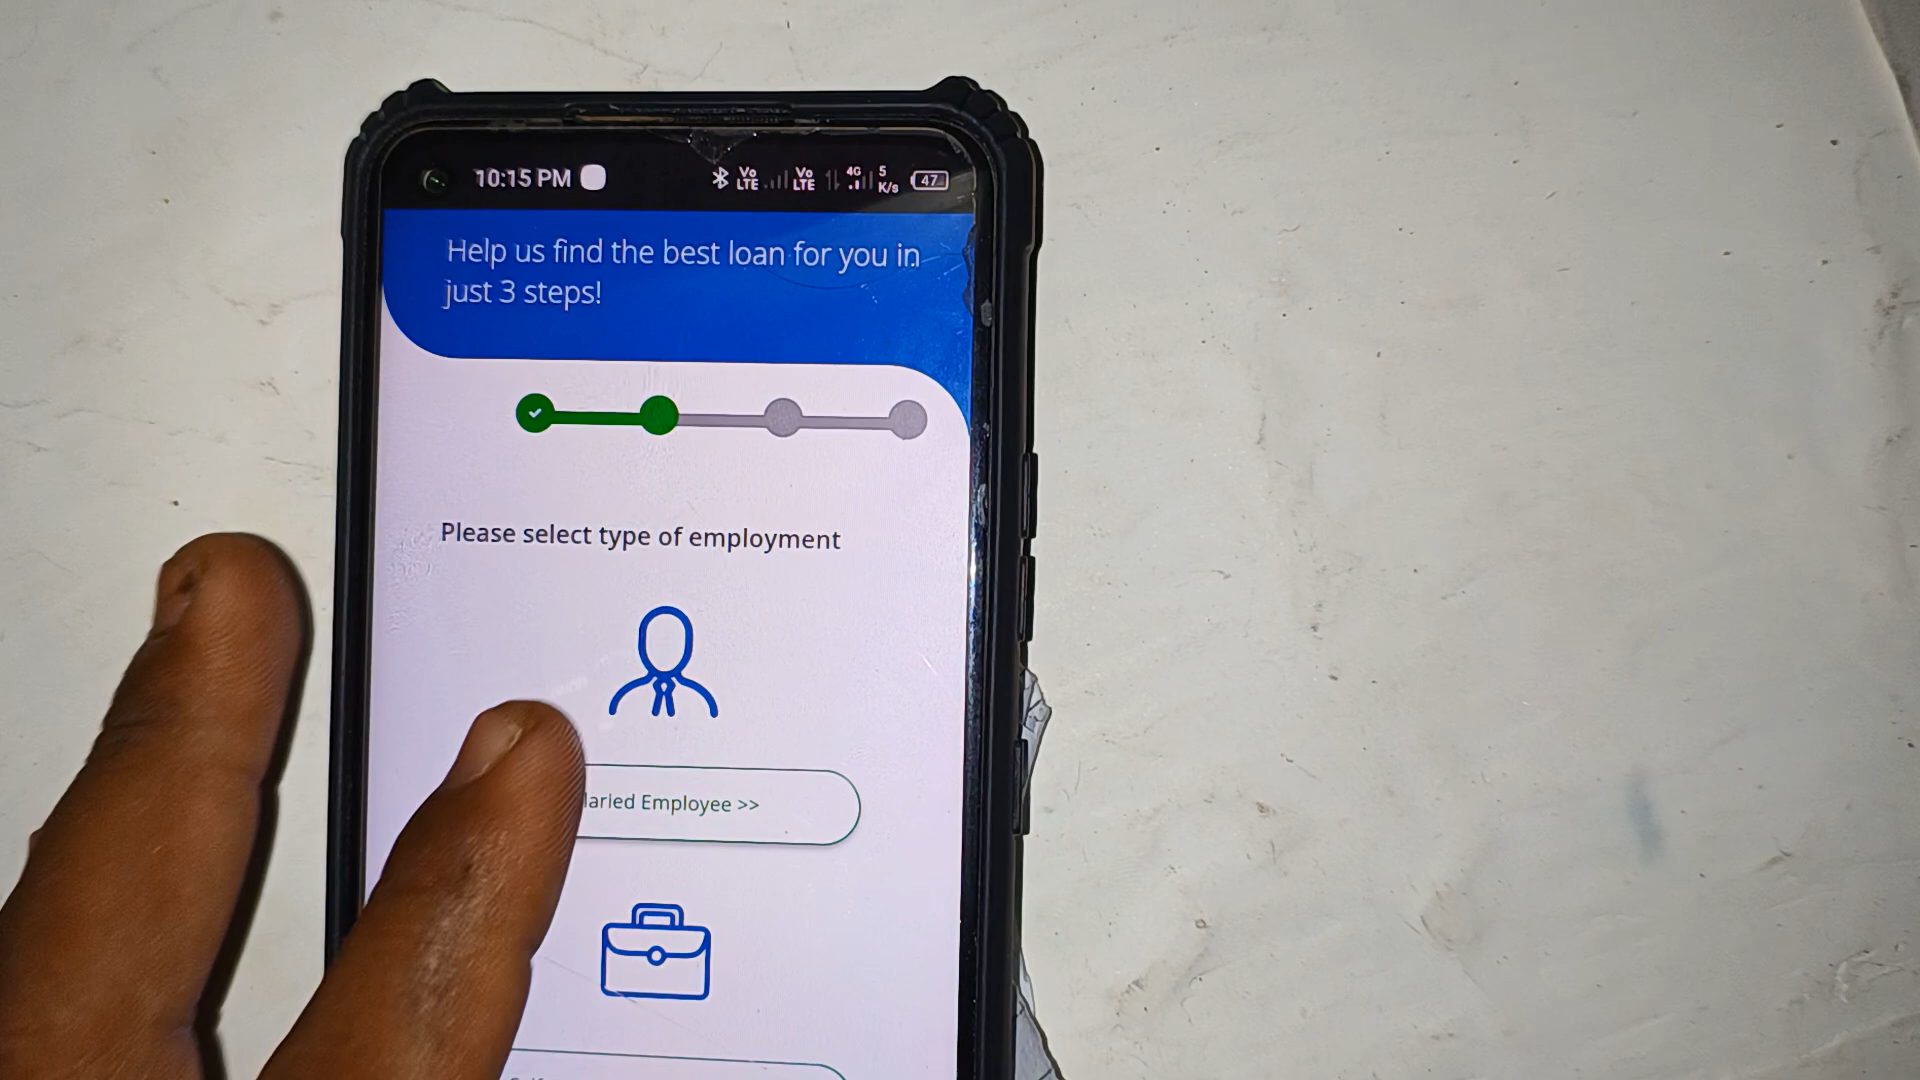 10:15 PM Vo LTE Vo LTE 4G 5 K/s 47
Help us find the best loan for you in
just 3 steps!
Please select type of employment
Employee >>